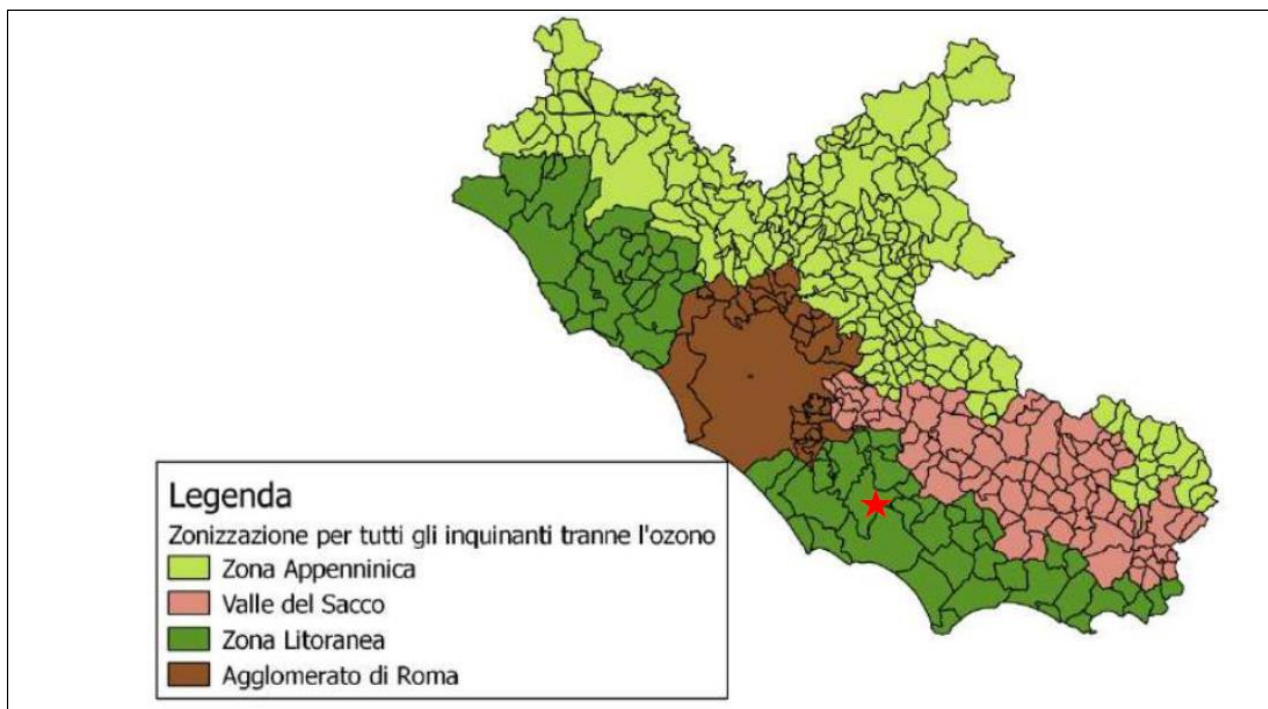 Legenda
Zonizzazione per tutti gli inquinanti tranne l'ozono
Zona Appenninica
Valle del Sacco
Zona Litoranea
Agglomerato di Roma